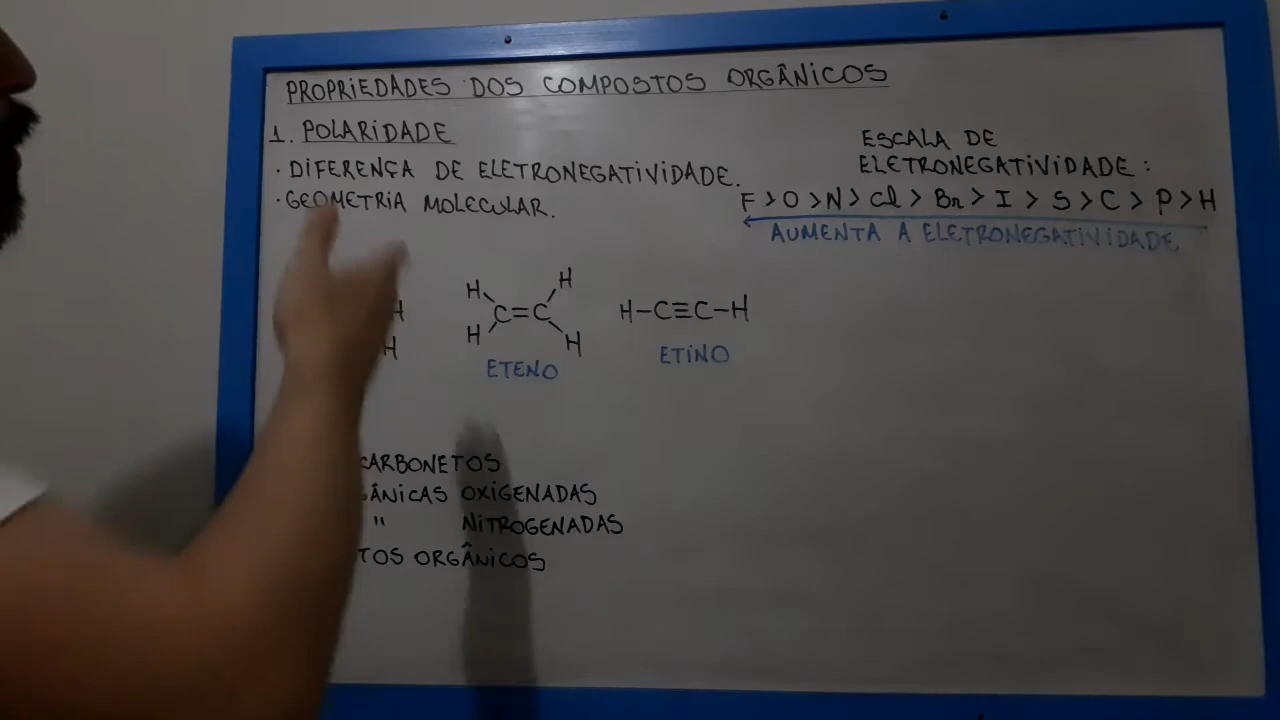 PROPRIEDADES DOS COMPOSTOS ORGÂNICOS
1. POLARIDADE
· DIFERENÇA DE ELETRONEGATIVIDADE.
· GEOMETRIA MOLECULAR.
ESCALA DE
ELETRONEGATIVIDADE:
F > O > N > Cl > Br > I > S > C > P > H
AUMENTA A ELETRONEGATIVIDADE
H H
H C=C H-C≡C-H
H H H
ETENO ETINO
CARBONETOS
ÂNICAS OXIGENADAS
" NITROGENADAS
TOS ORGÂNICOS